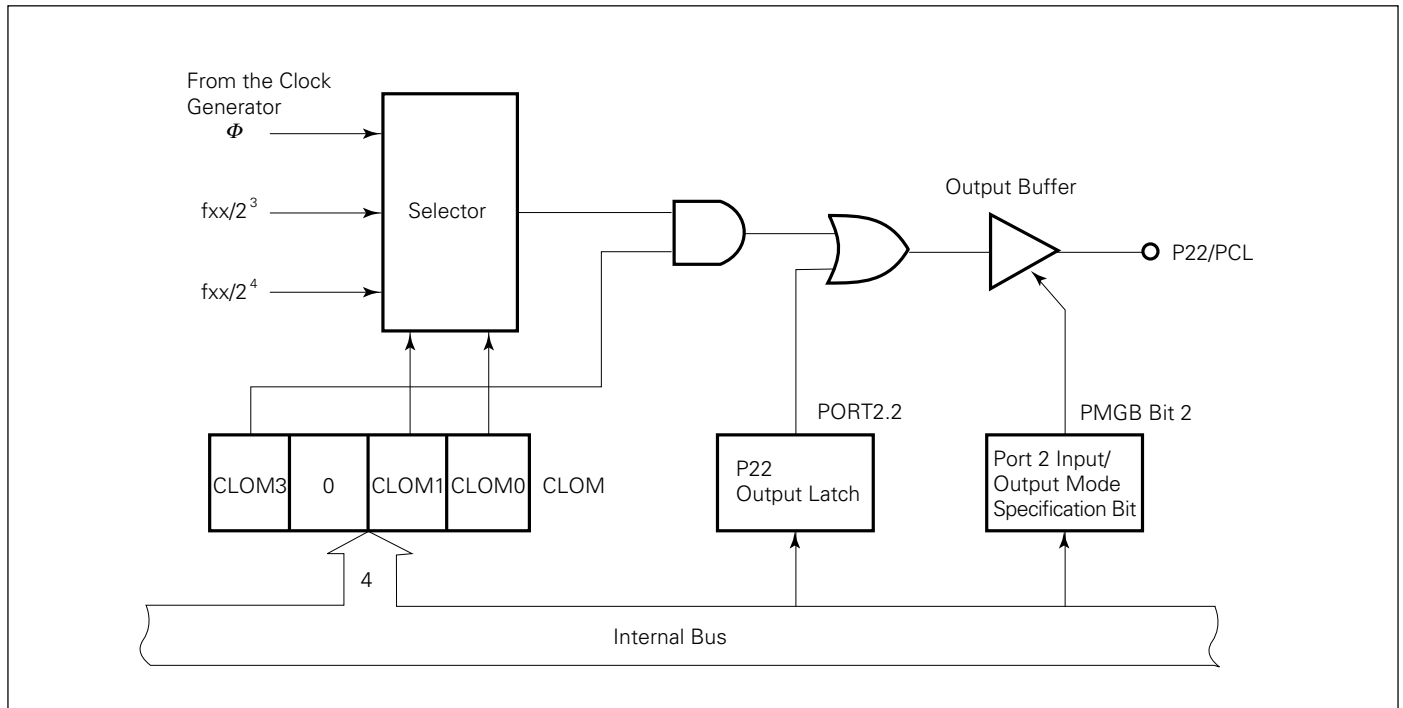 From the Clock
Generator
Φ
fxx/2³
fxx/2⁴
Selector
Output Buffer
P22/PCL
PORT2.2
PMGB Bit 2
CLOM3 0 CLOM1 CLOM0 CLOM
P22
Output Latch
Port 2 Input/
Output Mode
Specification Bit
4
Internal Bus